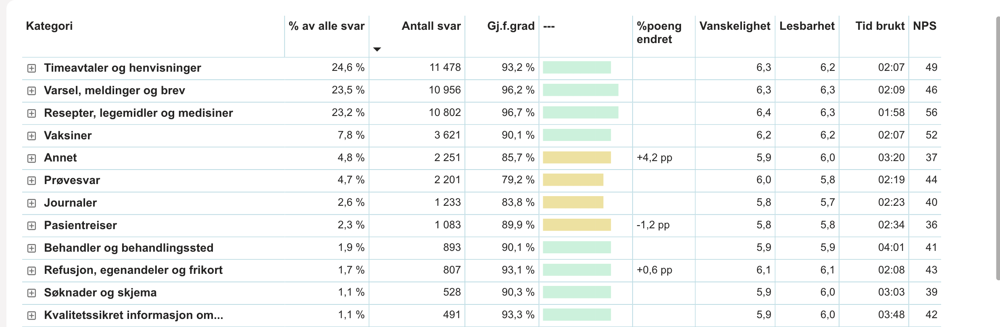 Kategori % av alle svar Antall svar Gj.f.grad --- %poeng endret Vanskelighet Lesbarhet Tid brukt NPS
Timeavtaler og henvisninger 24,6 % 11 478 93,2 % 6,3 6,2 02:07 49
Varsel, meldinger og brev 23,5 % 10 956 96,2 % 6,3 6,3 02:09 46
Resepter, legemidler og medisiner 23,2 % 10 802 96,7 % 6,4 6,3 01:58 56
Vaksiner 7,8 % 3 621 90,1 % 6,2 6,2 02:07 52
Annet 4,8 % 2 251 85,7 % +4,2 pp 5,9 6,0 03:20 37
Prøvesvar 4,7 % 2 201 79,2 % 6,0 5,8 02:19 44
Journaler 2,6 % 1 233 83,8 % 5,8 5,7 02:23 40
Pasientreiser 2,3 % 1 083 89,9 % -1,2 pp 5,8 5,8 02:34 36
Behandler og behandlingssted 1,9 % 893 90,1 % 5,9 5,9 04:01 41
Refusjon, egenandeler og frikort 1,7 % 807 93,1 % +0,6 pp 6,1 6,1 02:08 43
Søknader og skjema 1,1 % 528 90,3 % 5,9 6,0 03:03 39
Kvalitetssikret informasjon om... 1,1 % 491 93,3 % 5,9 6,0 03:48 42